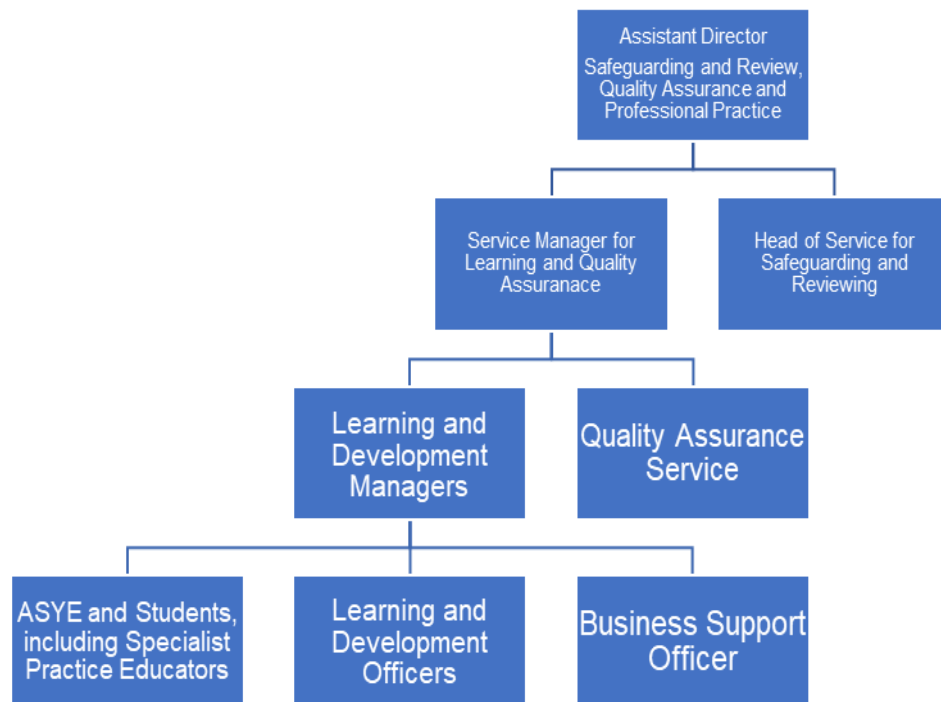 Assistant Director
Safeguarding and Review,
Quality Assurance and
Professional Practice
Service Manager for
Learning and Quality
Assuranace
Head of Service for
Safeguarding and
Reviewing
Learning and
Development
Managers
Quality Assurance
Service
ASYE and Students,
including Specialist
Practice Educators
Learning and
Development
Officers
Business Support
Officer